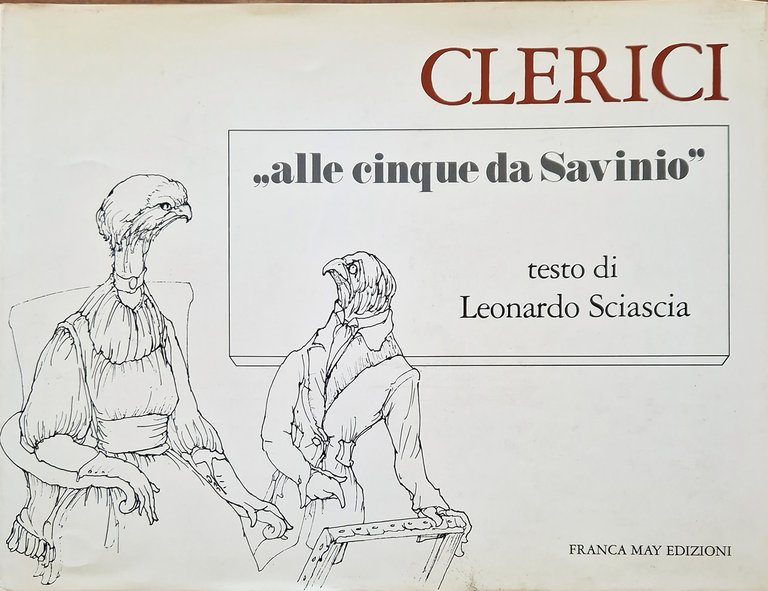 CLERICI
„alle cinque da Savinio”
testo di
Leonardo Sciascia
FRANCA MAY EDIZIONI